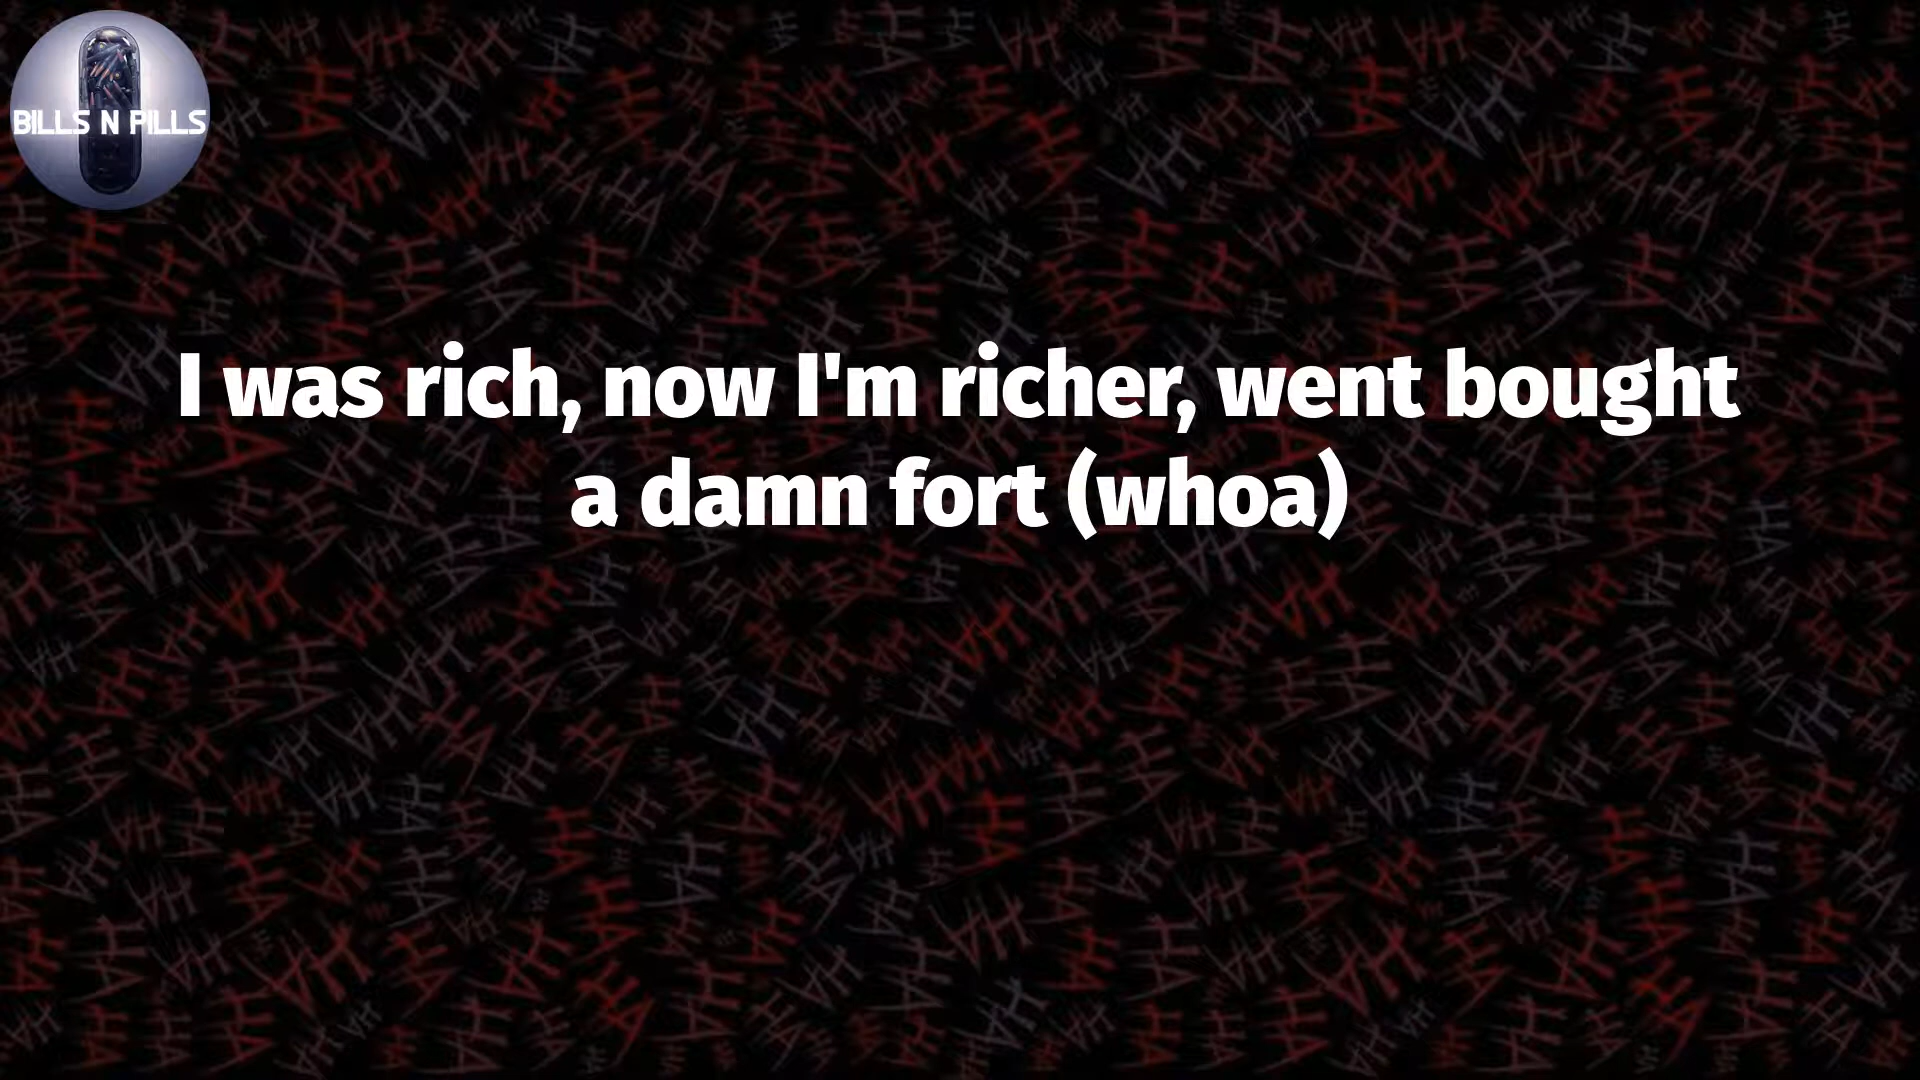 BILLS N PILLS
I was rich, now I'm richer, went bought
a damn fort (whoa)